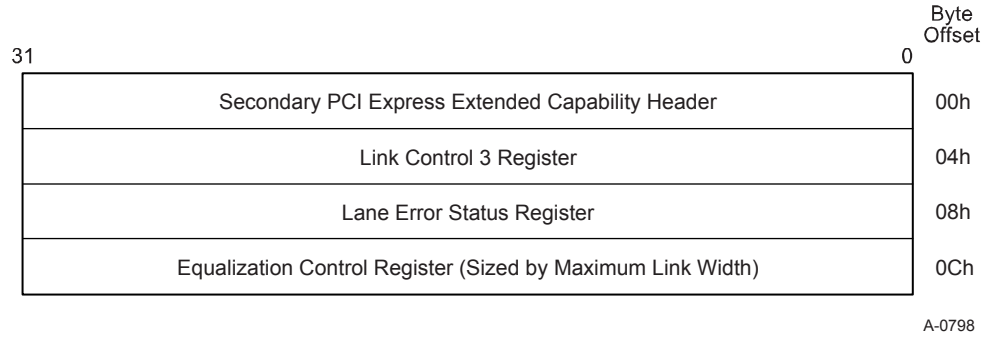 Byte
Offset
31 0
Secondary PCI Express Extended Capability Header 00h
Link Control 3 Register 04h
Lane Error Status Register 08h
Equalization Control Register (Sized by Maximum Link Width) 0Ch
A-0798